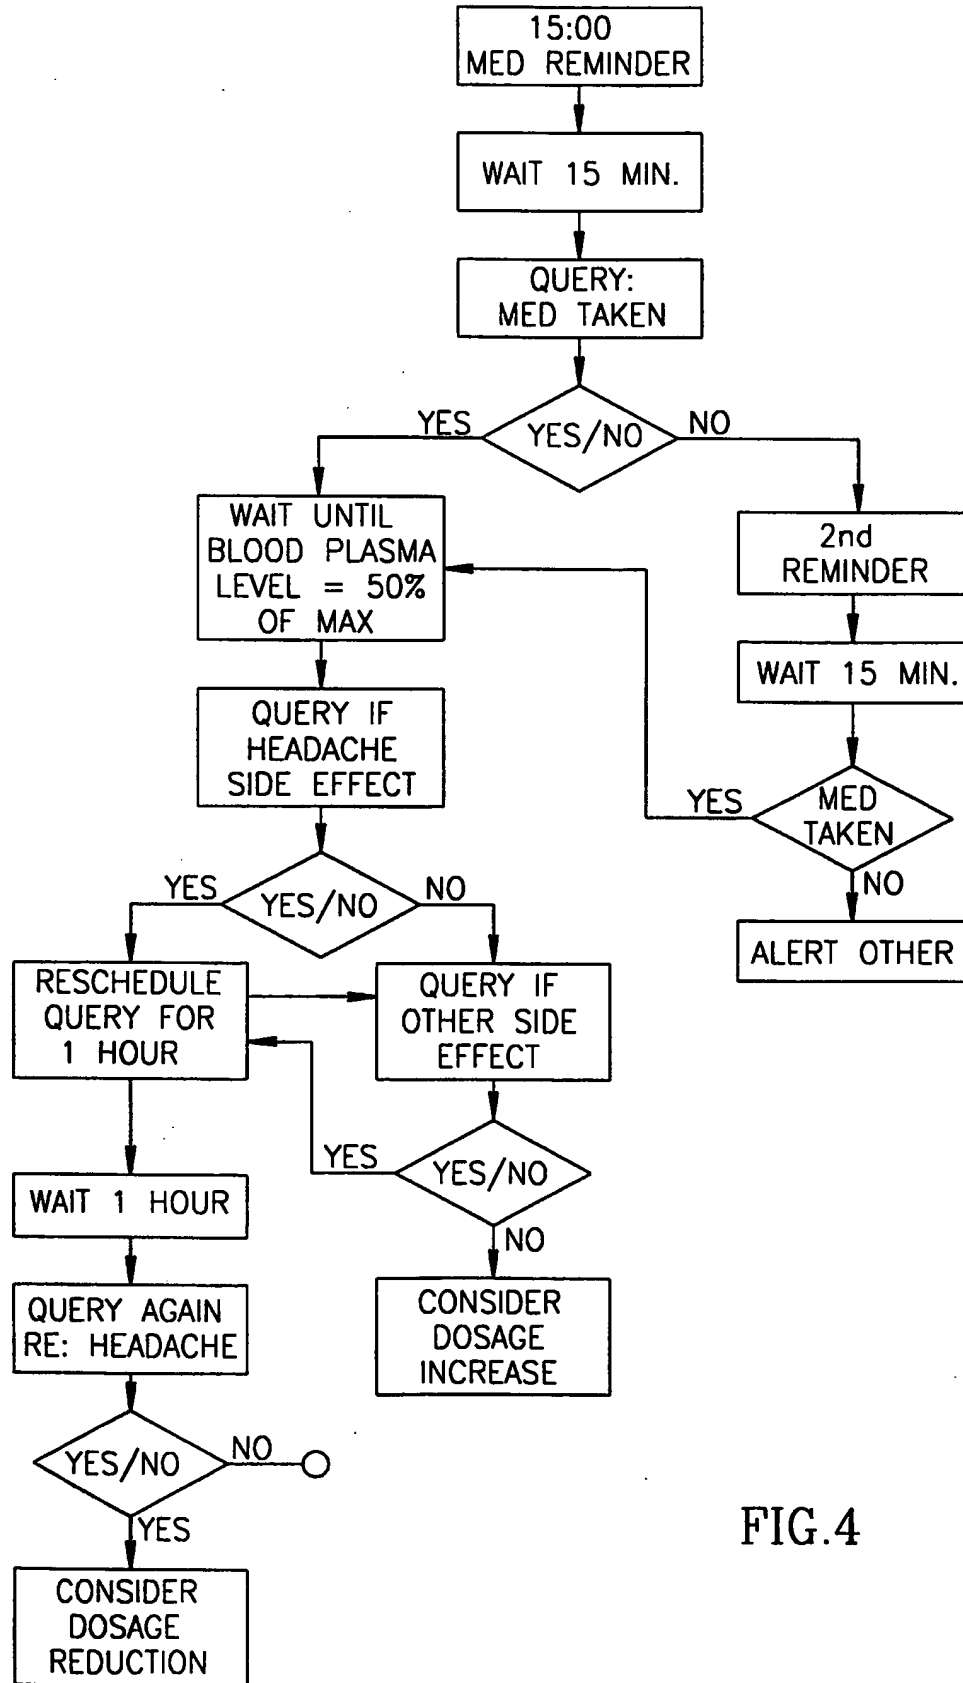 15:00
MED REMINDER
WAIT 15 MIN.
QUERY:
MED TAKEN
YES/NO
YES
NO
WAIT UNTIL
BLOOD PLASMA
LEVEL = 50%
OF MAX
2nd
REMINDER
WAIT 15 MIN.
QUERY IF
HEADACHE
SIDE EFFECT
MED
TAKEN
YES
NO
ALERT OTHER
YES/NO
YES
NO
RESCHEDULE
QUERY FOR
1 HOUR
QUERY IF
OTHER SIDE
EFFECT
YES/NO
YES
NO
WAIT 1 HOUR
CONSIDER
DOSAGE
INCREASE
QUERY AGAIN
RE: HEADACHE
YES/NO
NO
YES
CONSIDER
DOSAGE
REDUCTION
FIG.4